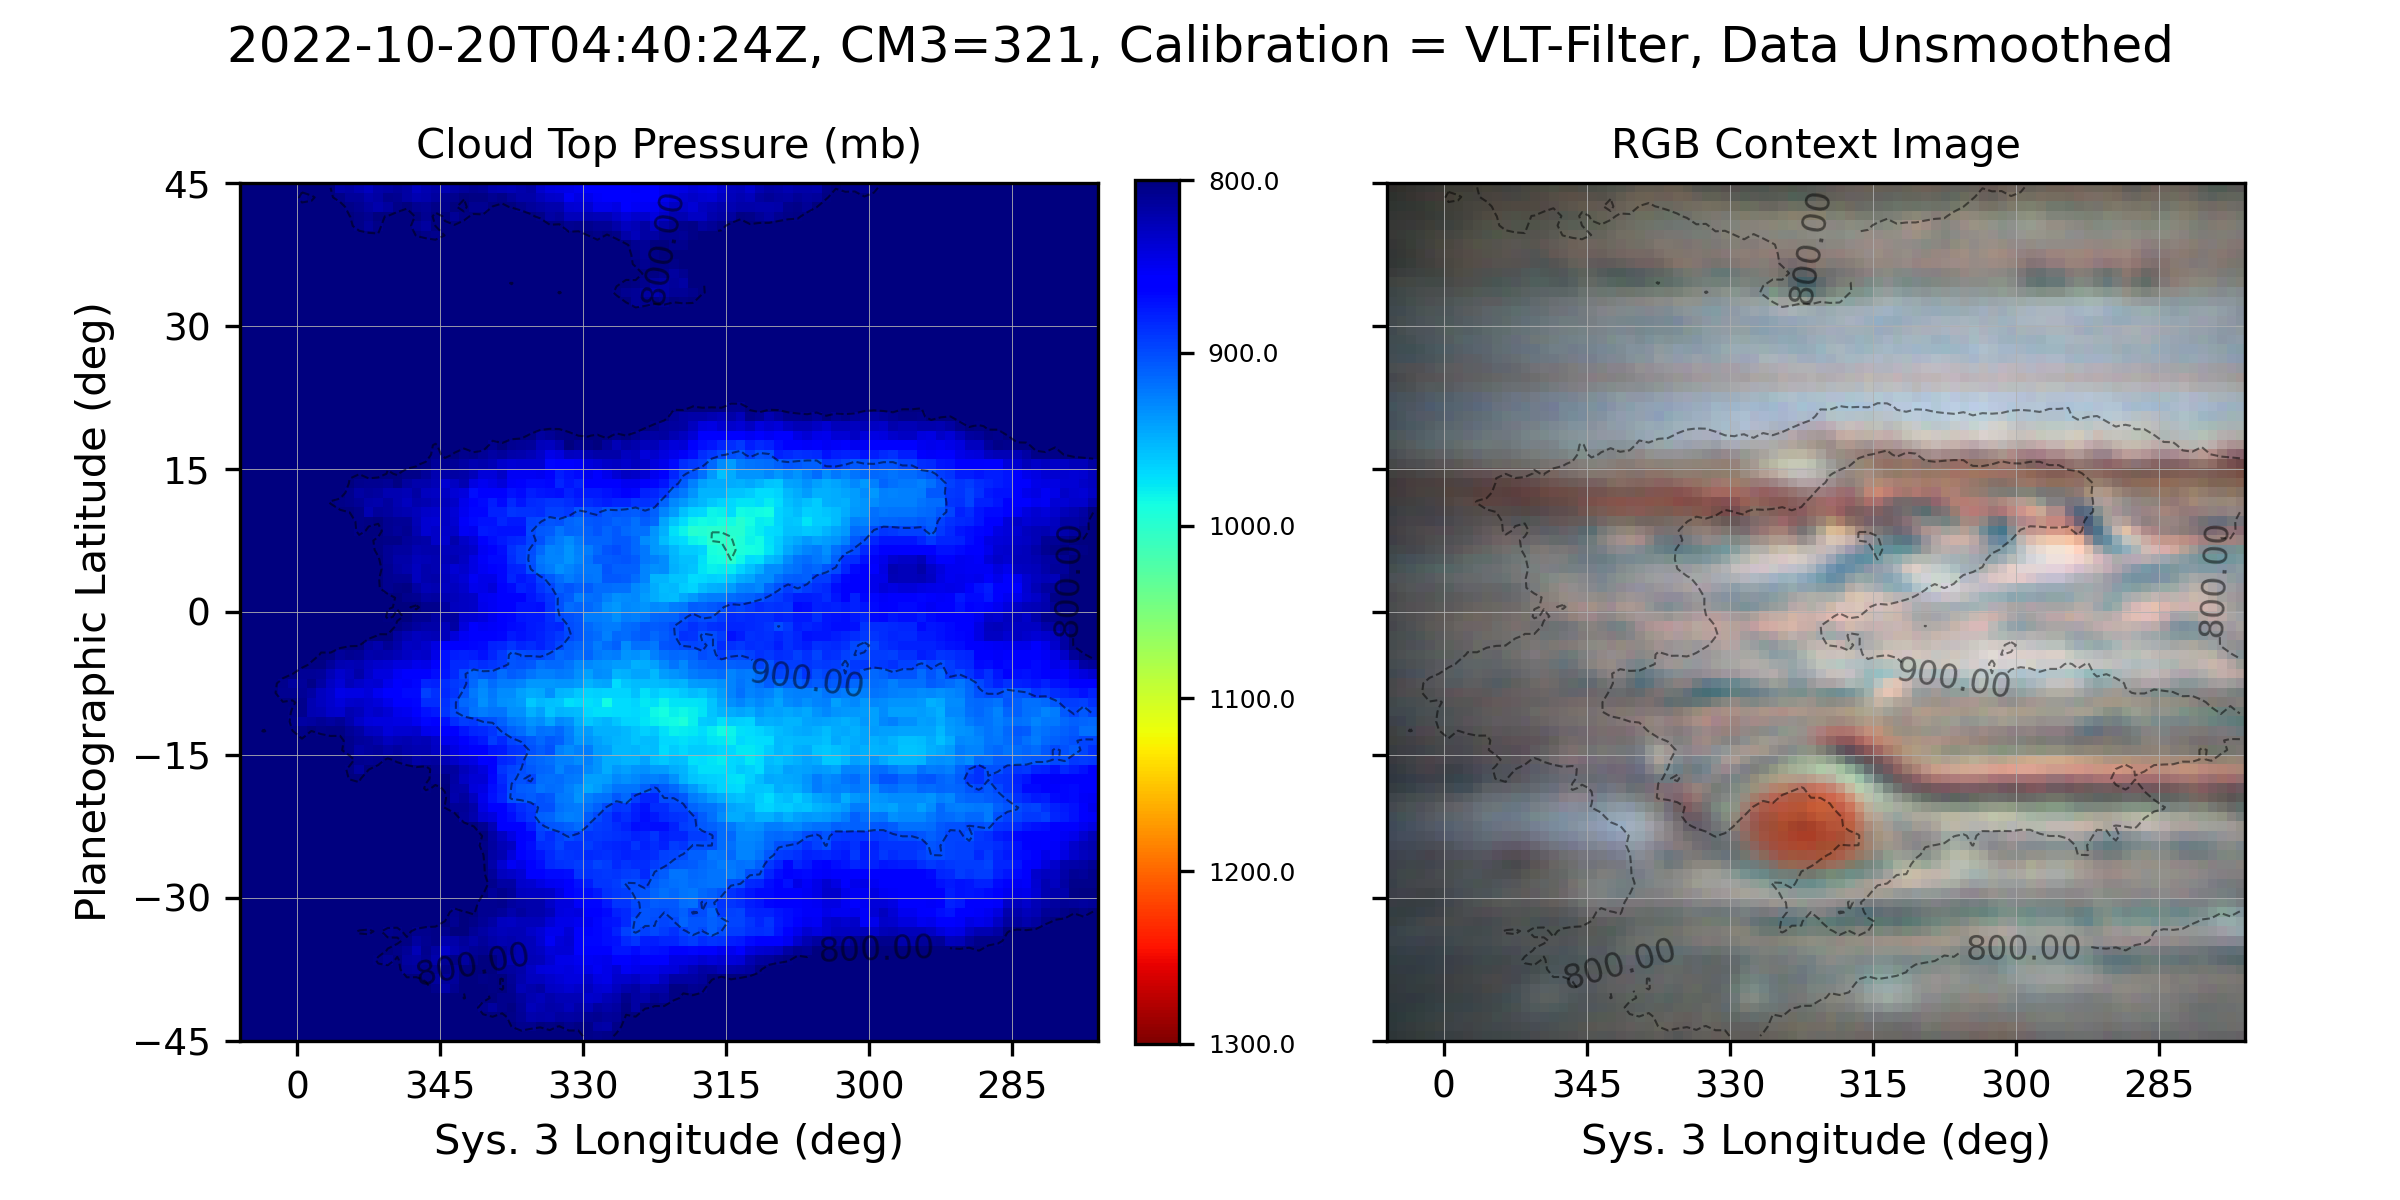 2022-10-20T04:40:24Z, CM3=321, Calibration = VLT-Filter, Data Unsmoothed
Cloud Top Pressure (mb)
RGB Context Image
Planetographic Latitude (deg)
45
30
15
0
−15
−30
−45
0 345 330 315 300 285
Sys. 3 Longitude (deg)
800.00
800.00
900.00
800.00
800.00
800.0
900.0
1000.0
1100.0
1200.0
1300.0
800.00
800.00
900.00
800.00
800.00
0 345 330 315 300 285
Sys. 3 Longitude (deg)